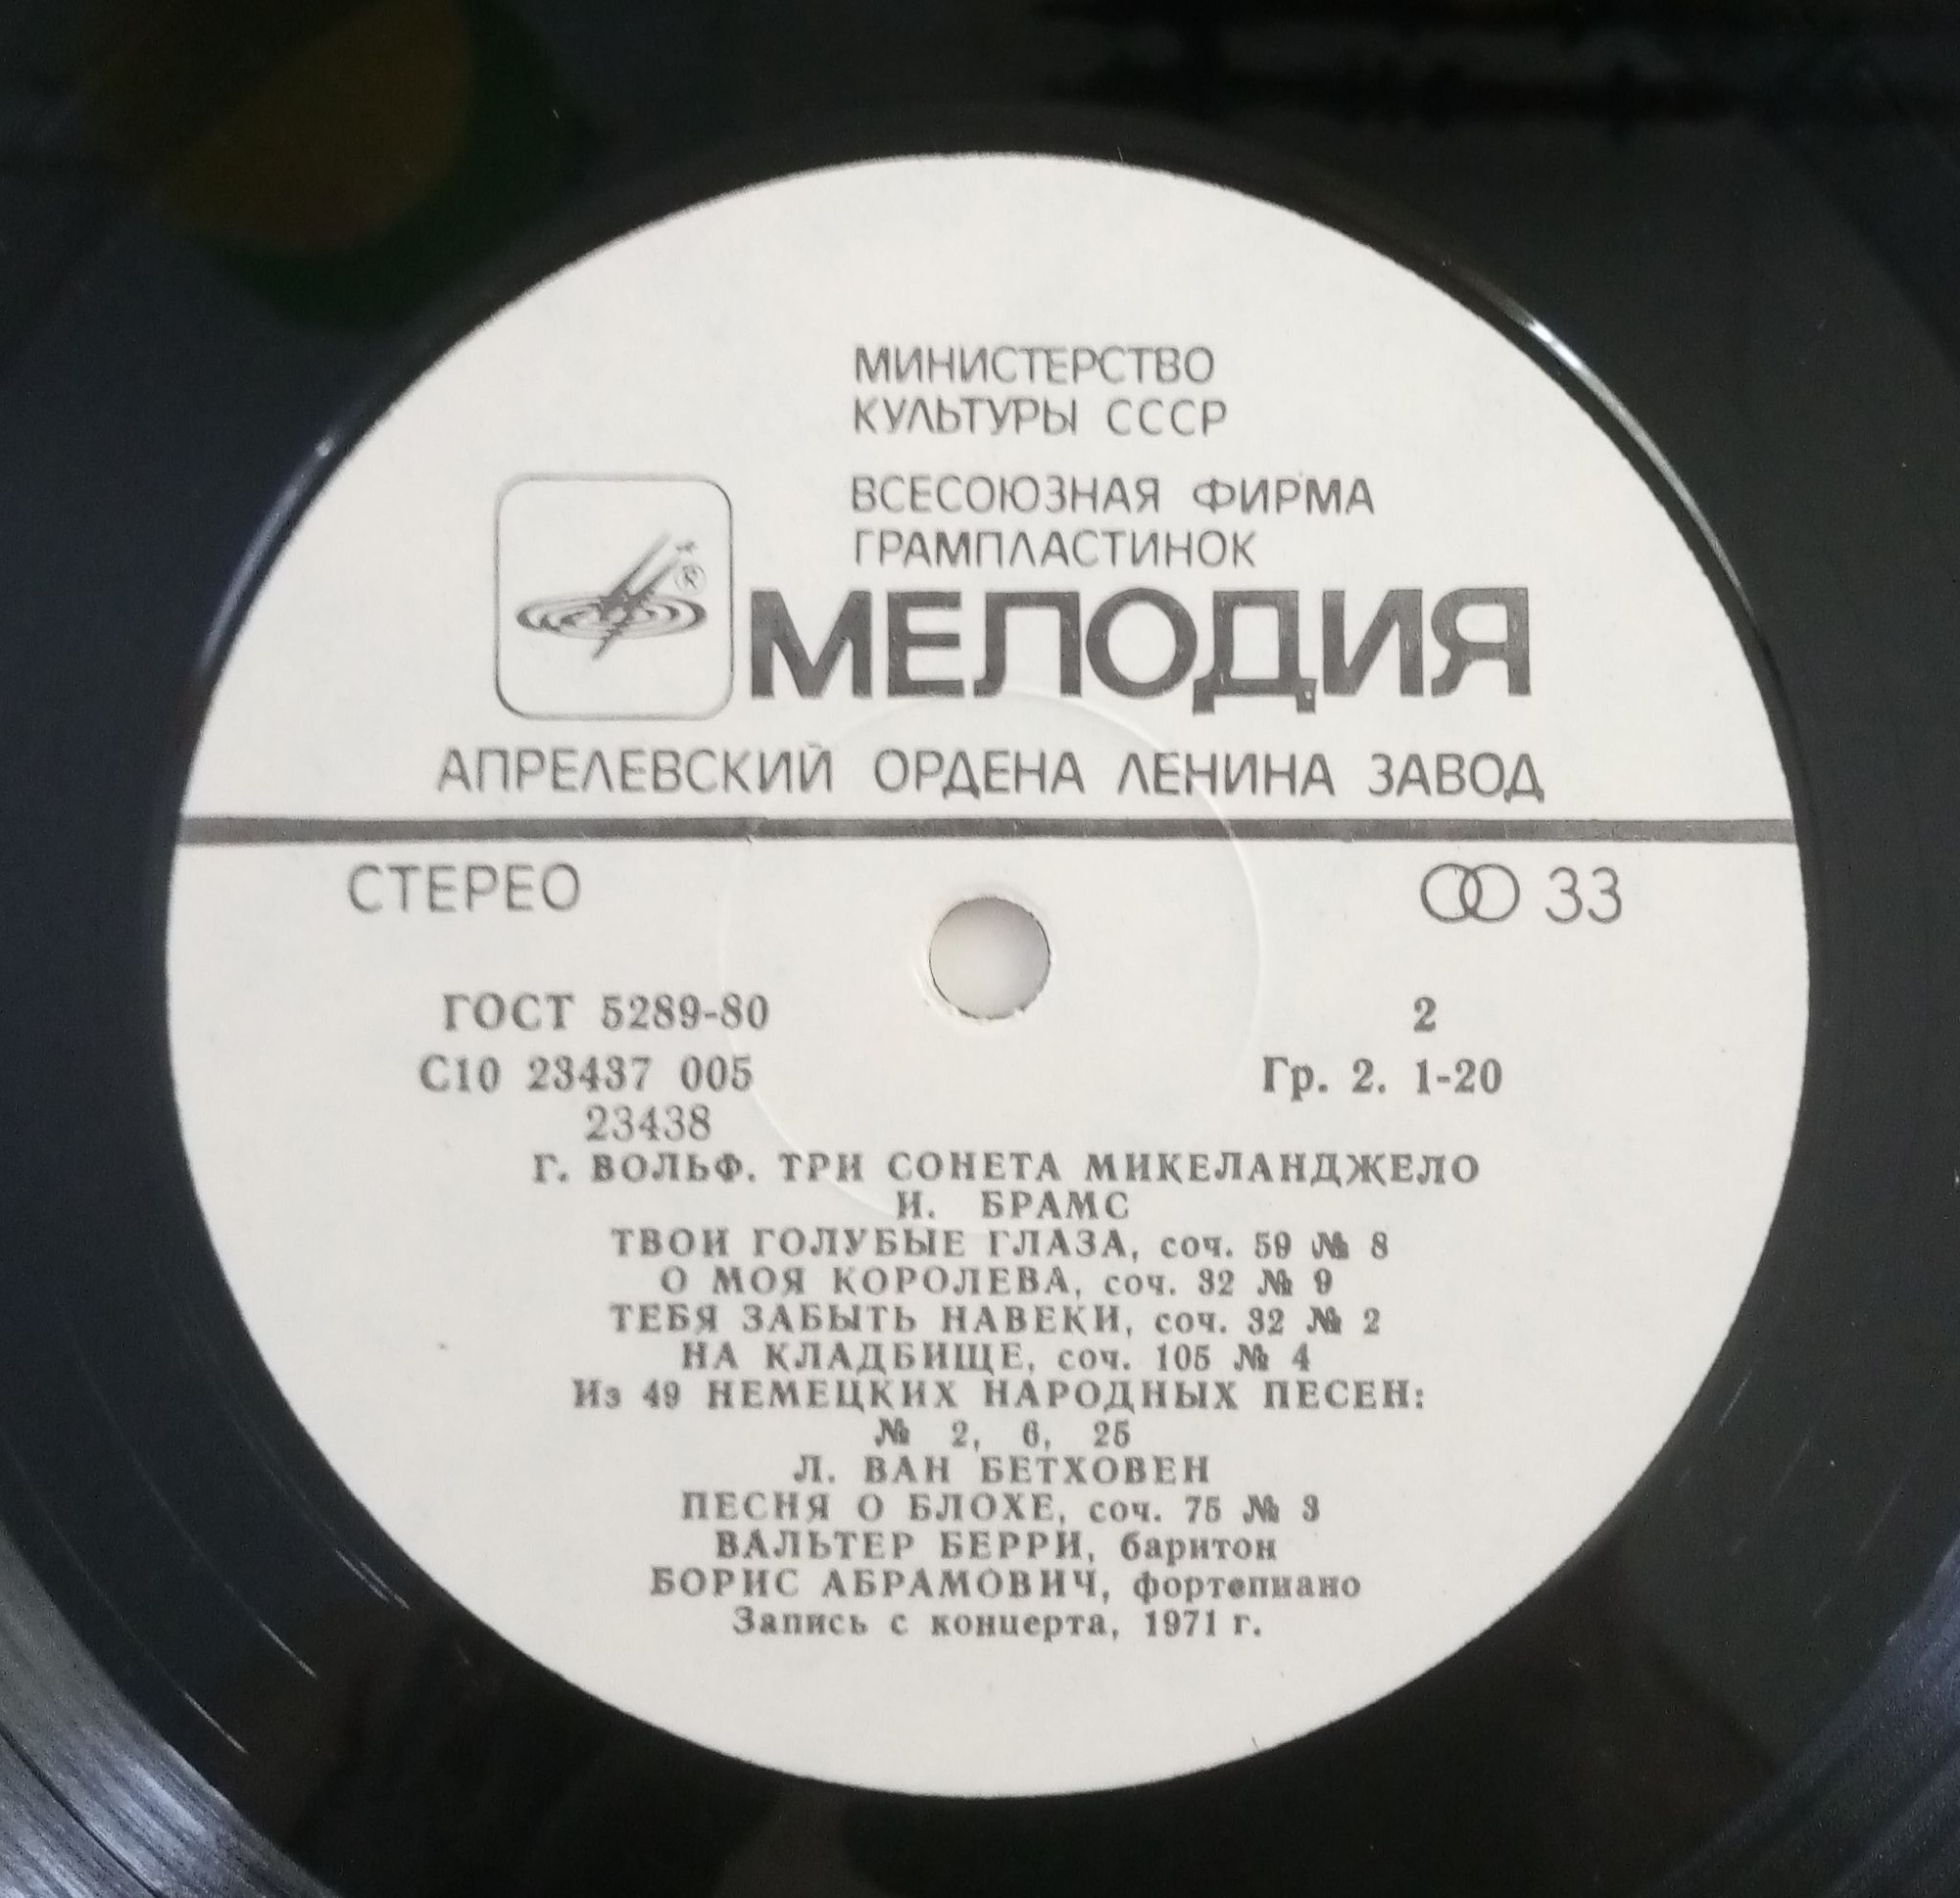 МИНИСТЕРСТВО
КУЛЬТУРЫ СССР
ВСЕСОЮЗНАЯ ФИРМА
ГРАМПЛАСТИНОК
®
МЕЛОДИЯ
АПРЕЛЕВСКИЙ ОРДЕНА ЛЕНИНА ЗАВОД
СТЕРЕО
33
ГОСТ 5289-80
2
С10 23437 005
Гр. 2. 1-20
23438
Г. ВОЛЬФ. ТРИ СОНЕТА МИКЕЛАНДЖЕЛО
И. БРАМС
ТВОИ ГОЛУБЫЕ ГЛАЗА, соч. 59 № 8
О МОЯ КОРОЛЕВА, соч. 32 № 9
ТЕБЯ ЗАБЫТЬ НАВЕКИ, соч. 32 № 2
НА КЛАДБИЩЕ, соч. 105 № 4
Из 49 НЕМЕЦКИХ НАРОДНЫХ ПЕСЕН:
№ 2, 6, 25
Л. ВАН БЕТХОВЕН
ПЕСНЯ О БЛОХЕ, соч. 75 № 3
ВАЛЬТЕР БЕРРИ, баритон
БОРИС АБРАМОВИЧ, фортепиано
Запись с концерта, 1971 г.